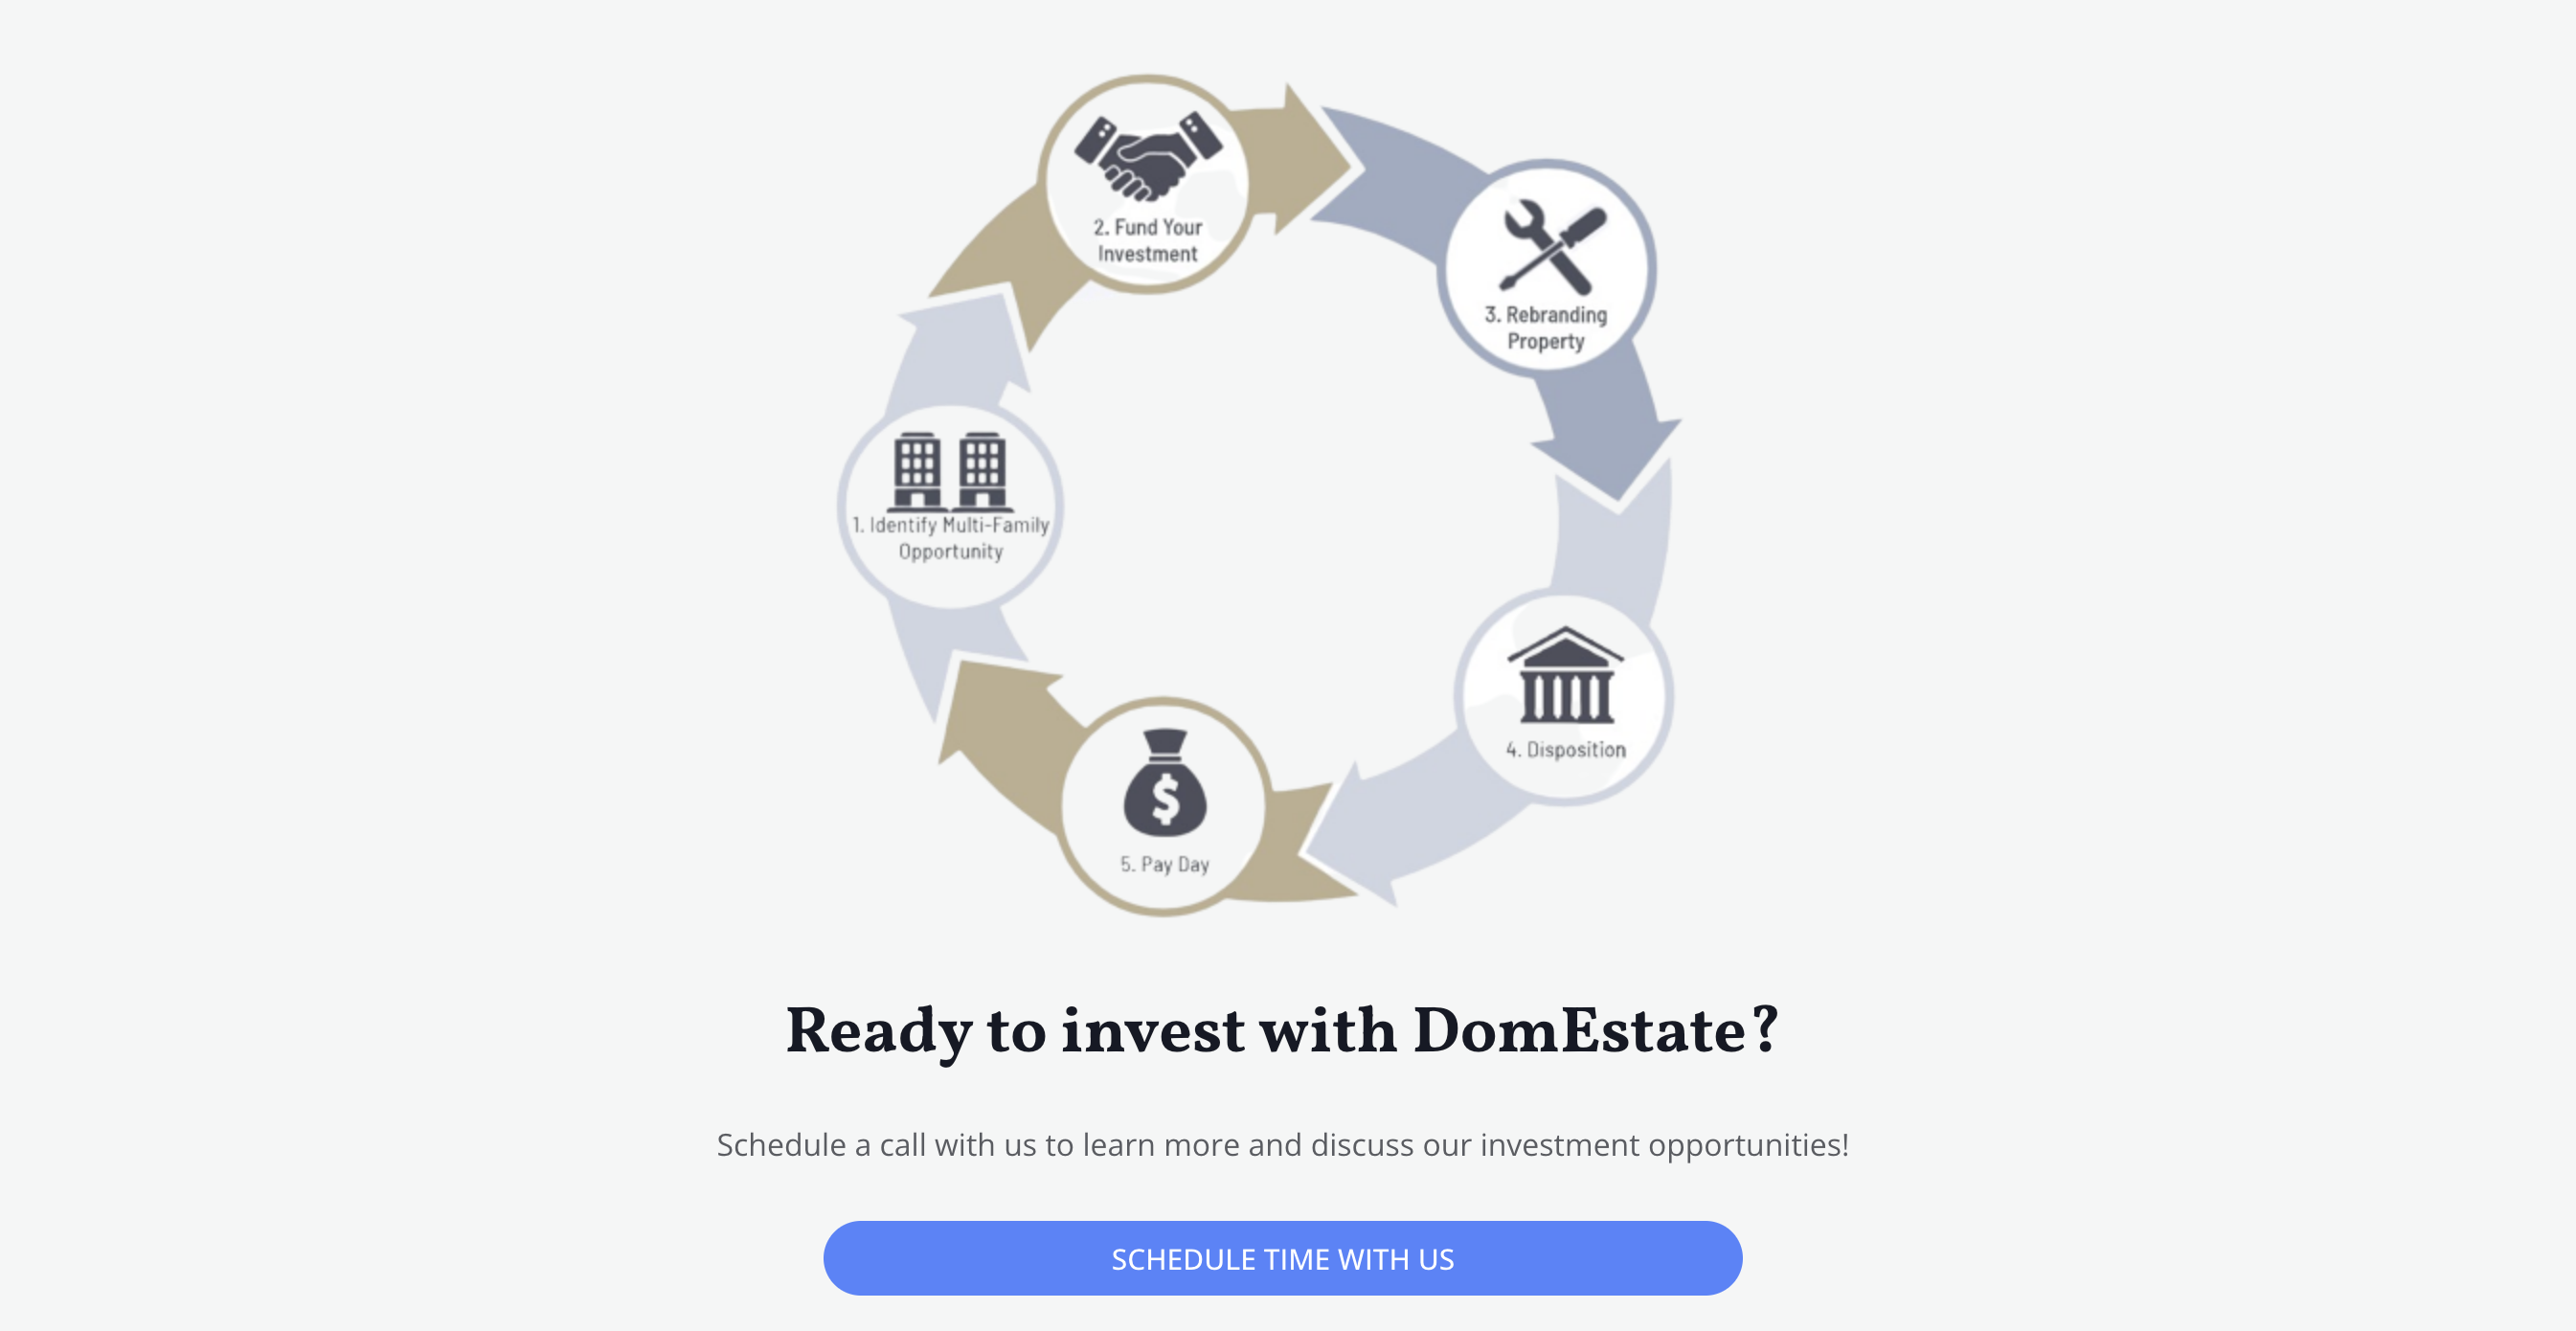 2. Fund Your
Investment
3. Rebranding
Property
1. Identify Multi-Family
Opportunity
4. Disposition
$
5. Pay Day
Ready to invest with DomEstate?
Schedule a call with us to learn more and discuss our investment opportunities!
SCHEDULE TIME WITH US